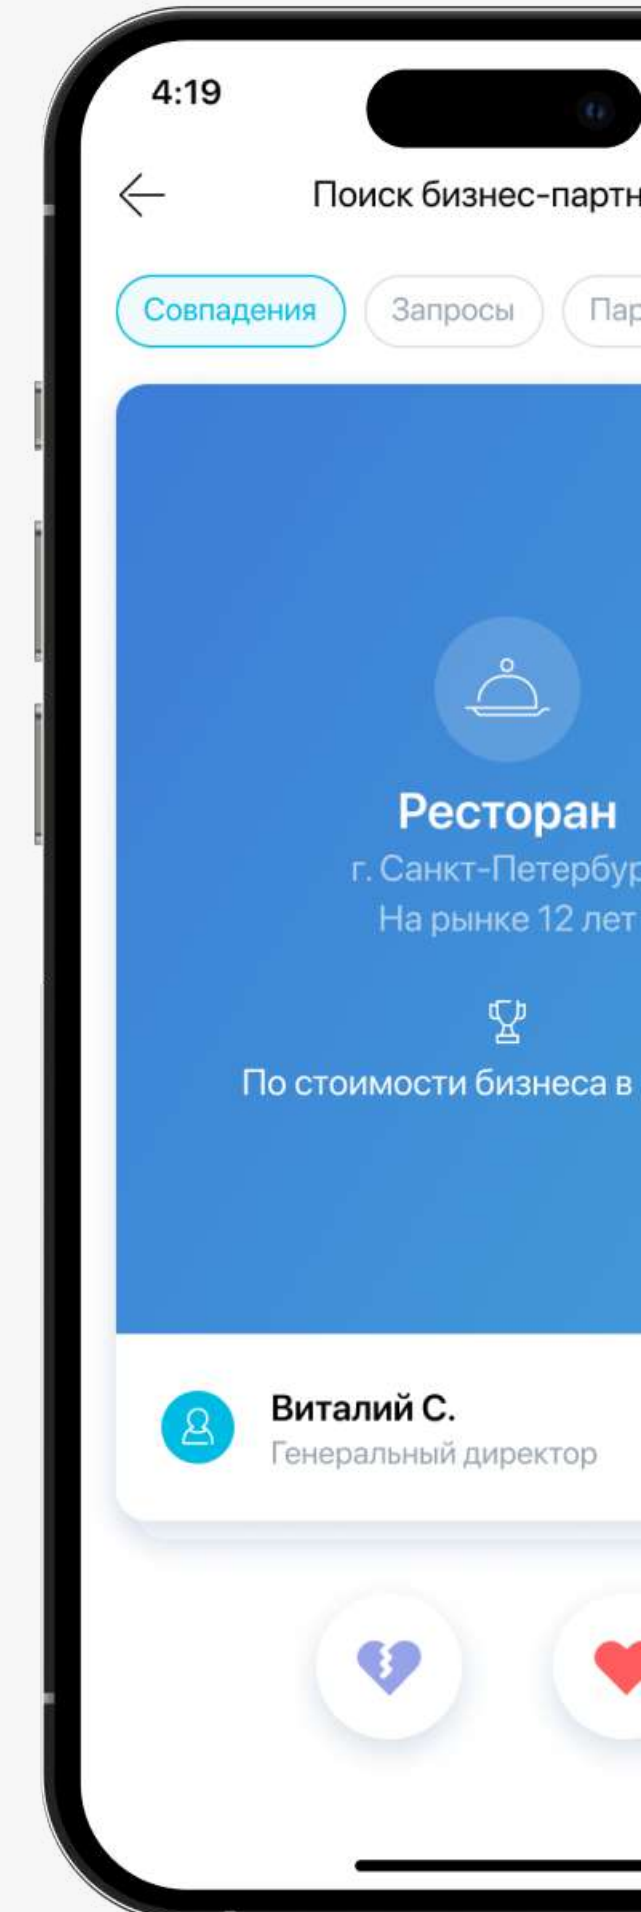 4:19
Поиск бизнес-партн
Совпадения Запросы Пар
Ресторан
г. Санкт-Петербур
На рынке 12 лет
По стоимости бизнеса в
Виталий С.
Генеральный директор